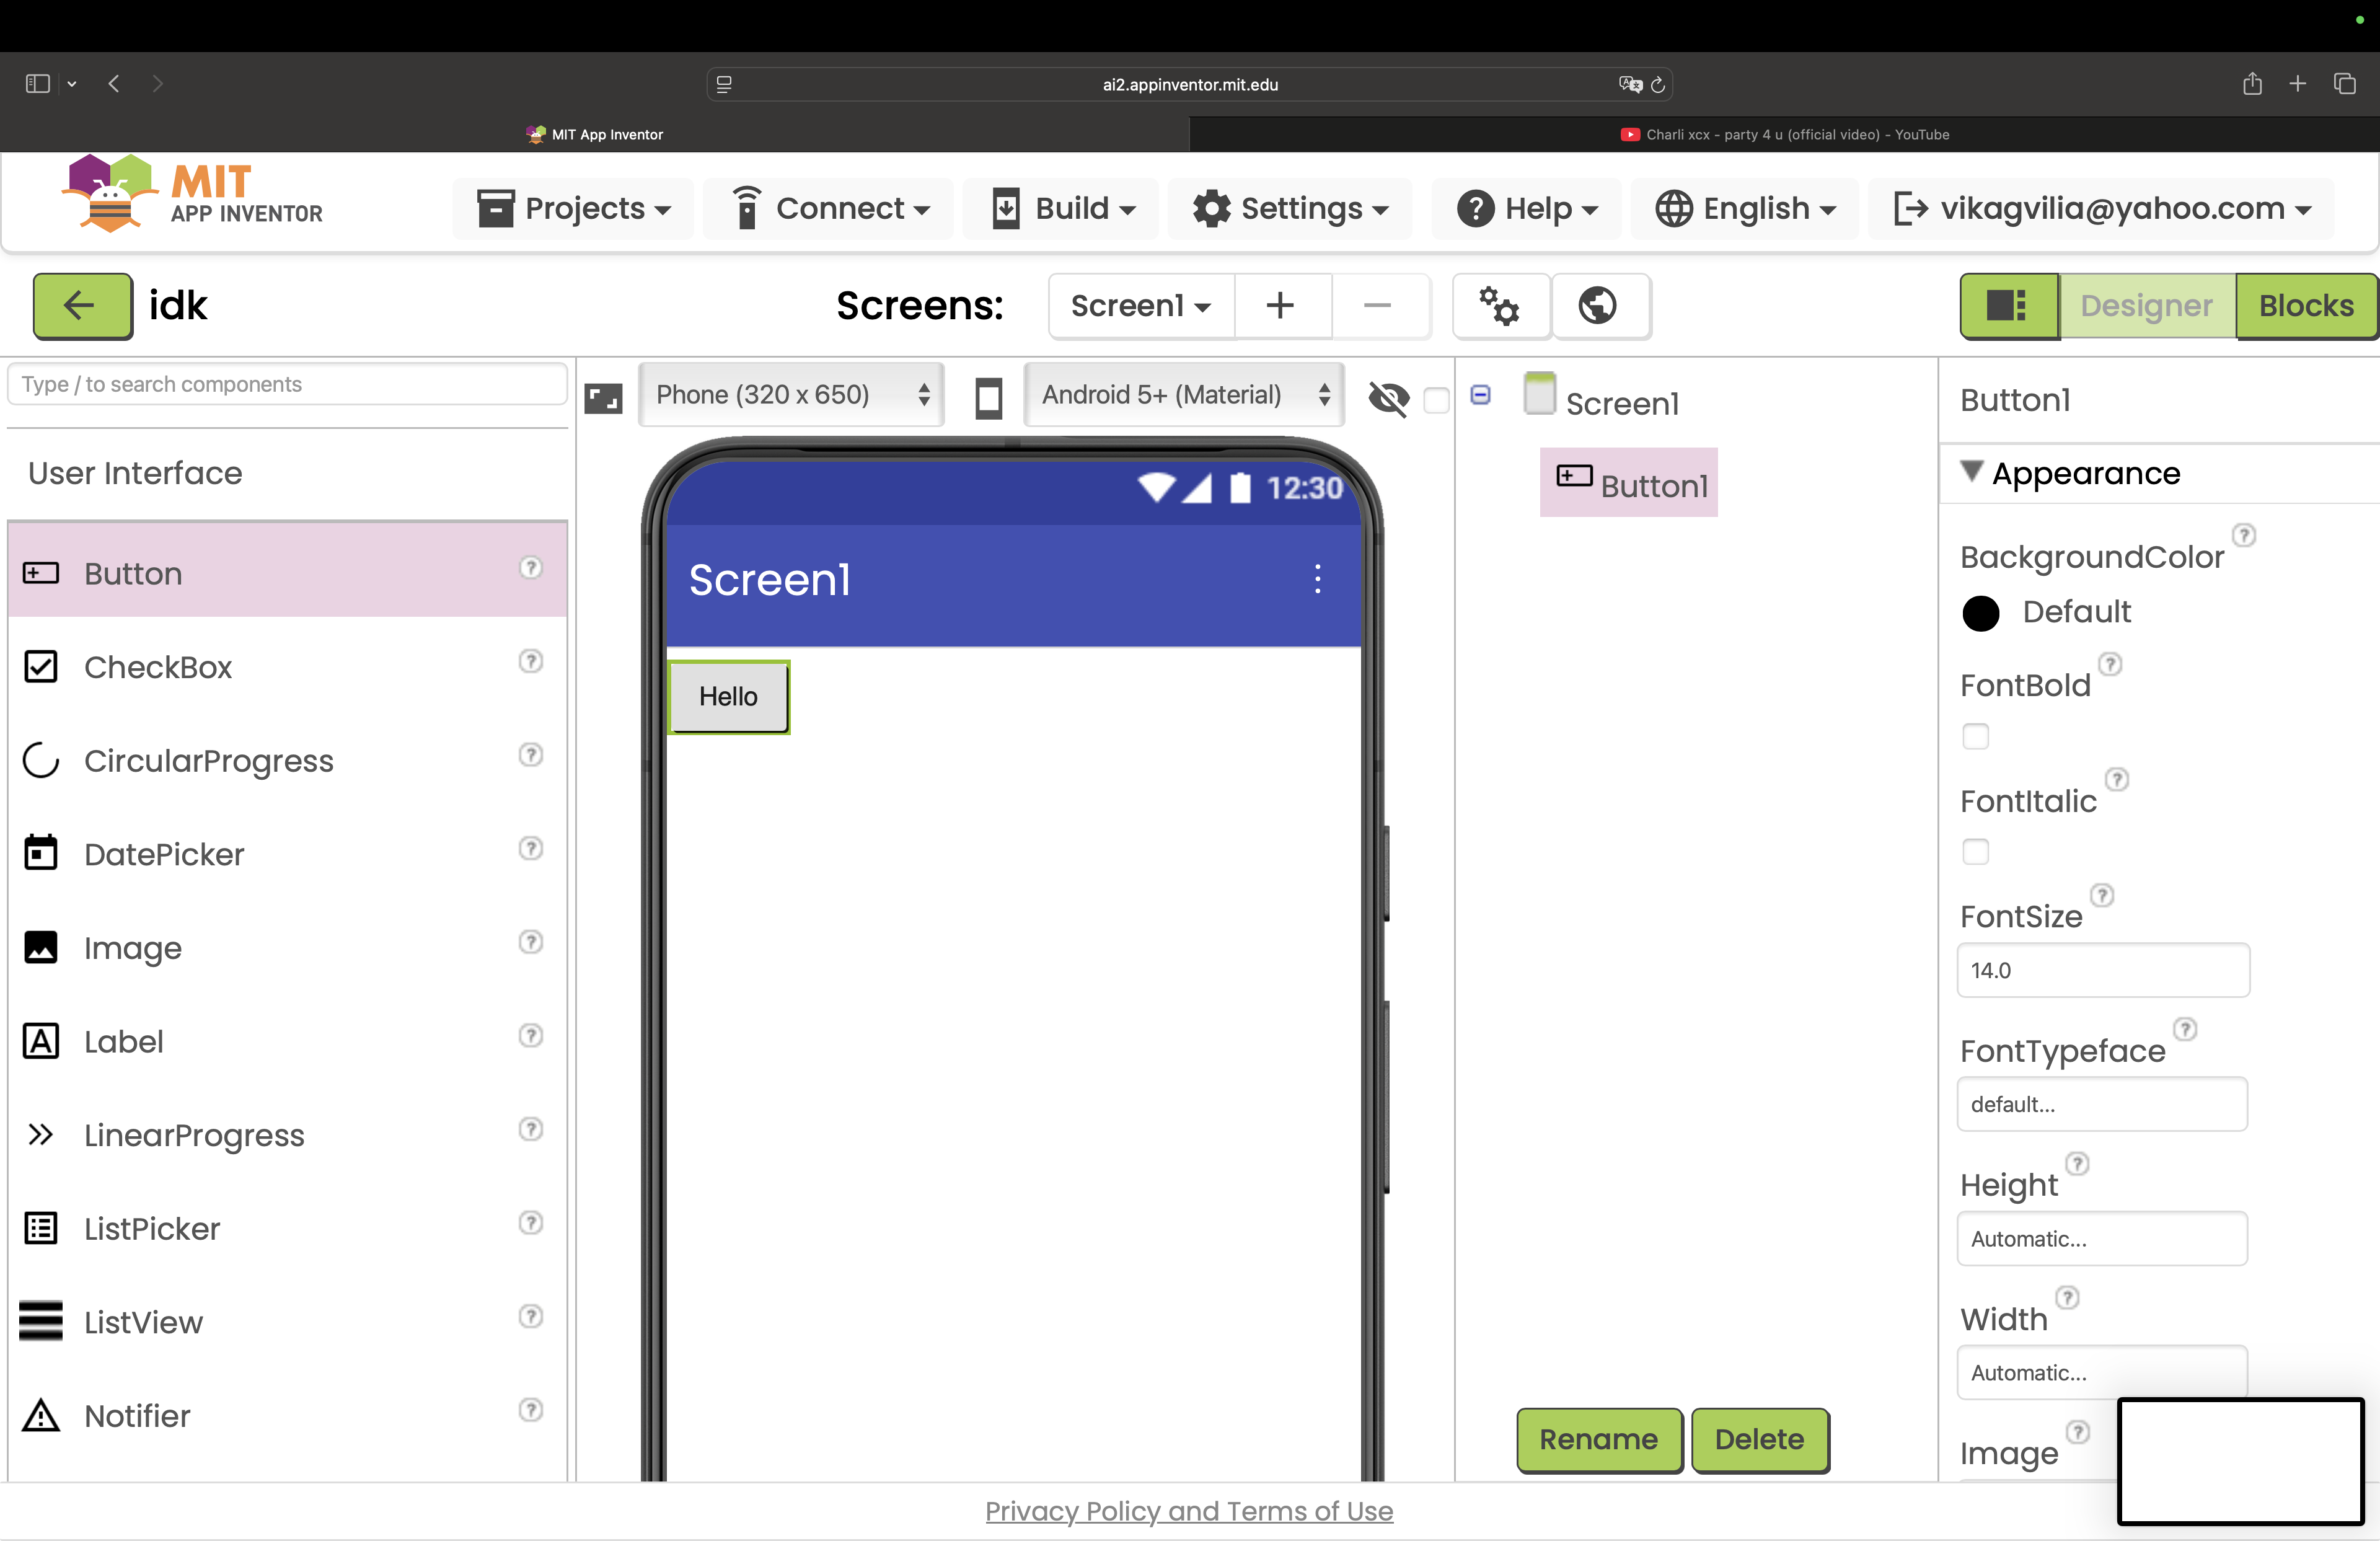 ai2.appinventor.mit.edu
MIT App Inventor
Charli xcx - party 4 u (official video) - YouTube
MIT
APP INVENTOR
Projects
Connect
Build
Settings
Help
English
vikagvilia@yahoo.com
idk
Screens:
Screen1
Designer
Blocks
Type / to search components
User Interface
Button
CheckBox
CircularProgress
DatePicker
Image
Label
LinearProgress
ListPicker
ListView
Notifier
Phone (320 x 650)
Android 5+ (Material)
12:30
Screen1
Hello
Screen1
Button1
Rename
Delete
Button1
Appearance
BackgroundColor
Default
FontBold
FontItalic
FontSize
14.0
FontTypeface
default...
Height
Automatic...
Width
Automatic...
Image
Privacy Policy and Terms of Use